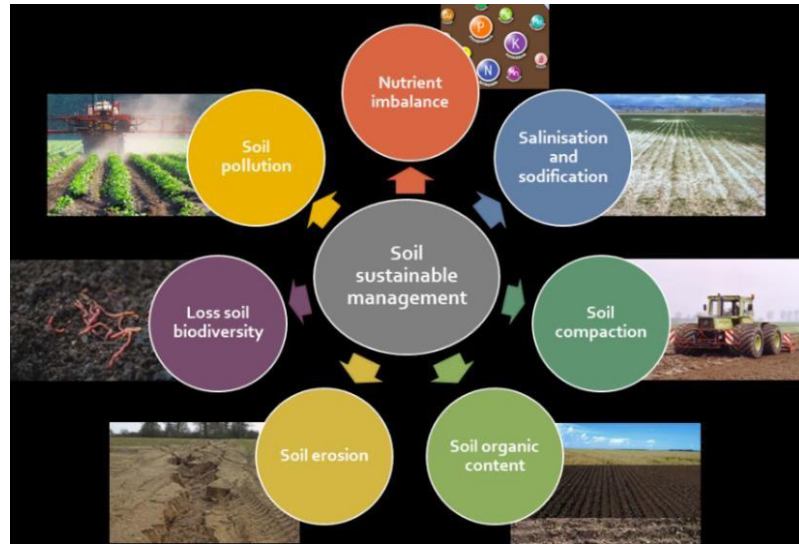 P
K
N
Nutrient
imbalance
Salinisation
and
sodification
Soil
compaction
Soil organic
content
Soil erosion
Loss soil
biodiversity
Soil
pollution
Soil
sustainable
management